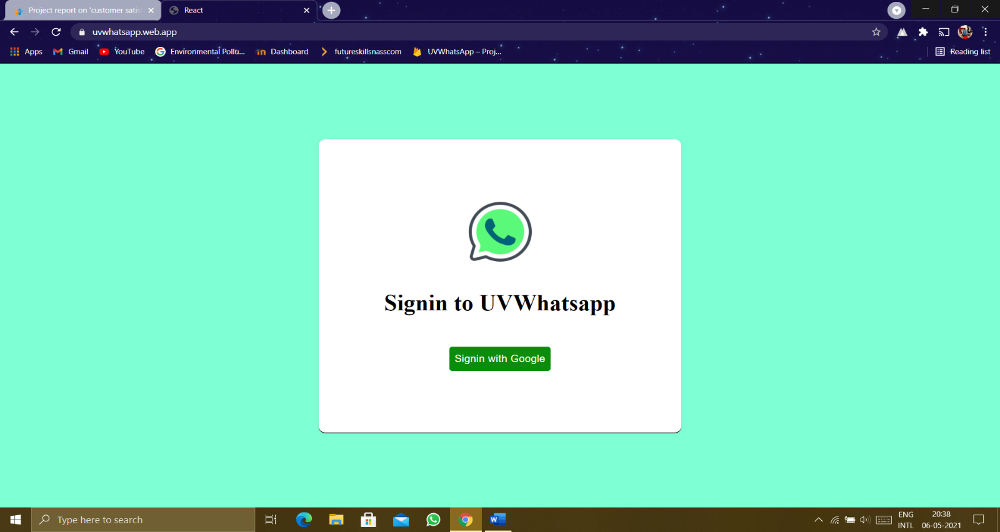 Project report on 'customer satis
React
uvwhatsapp.web.app
Apps
Gmail
YouTube
Environmental Pollu...
Dashboard
futureskillsnasscom
UVWhatsApp – Proj...
Reading list
Signin to UVWhatsapp
Signin with Google
Type here to search
ENG
INTL
20:38
06-05-2021